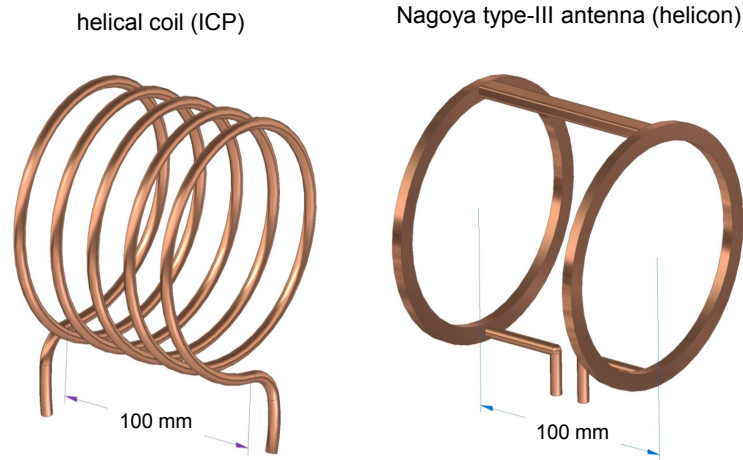 helical coil (ICP)
Nagoya type-III antenna (helicon)
100 mm
100 mm